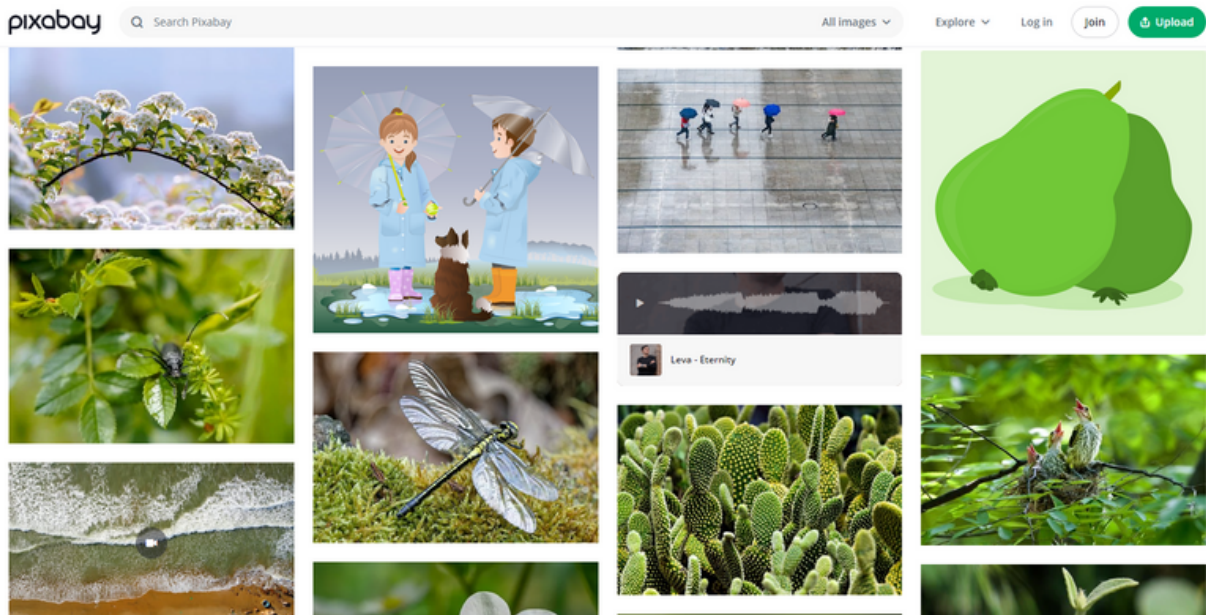 pixabay
Search Pixabay
All images
Explore
Log in
Join
Upload
Leva - Eternity